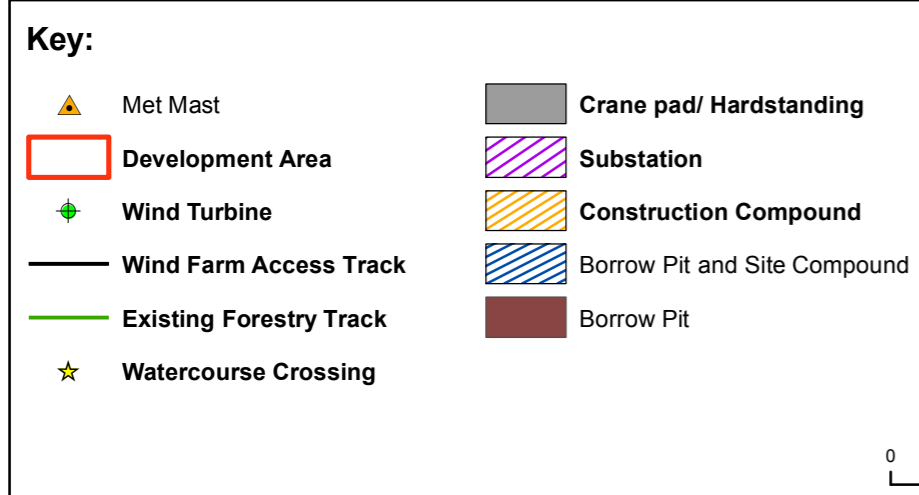 Key:
Met Mast
Development Area
Wind Turbine
Wind Farm Access Track
Existing Forestry Track
Watercourse Crossing
Crane pad/ Hardstanding
Substation
Construction Compound
Borrow Pit and Site Compound
Borrow Pit
0